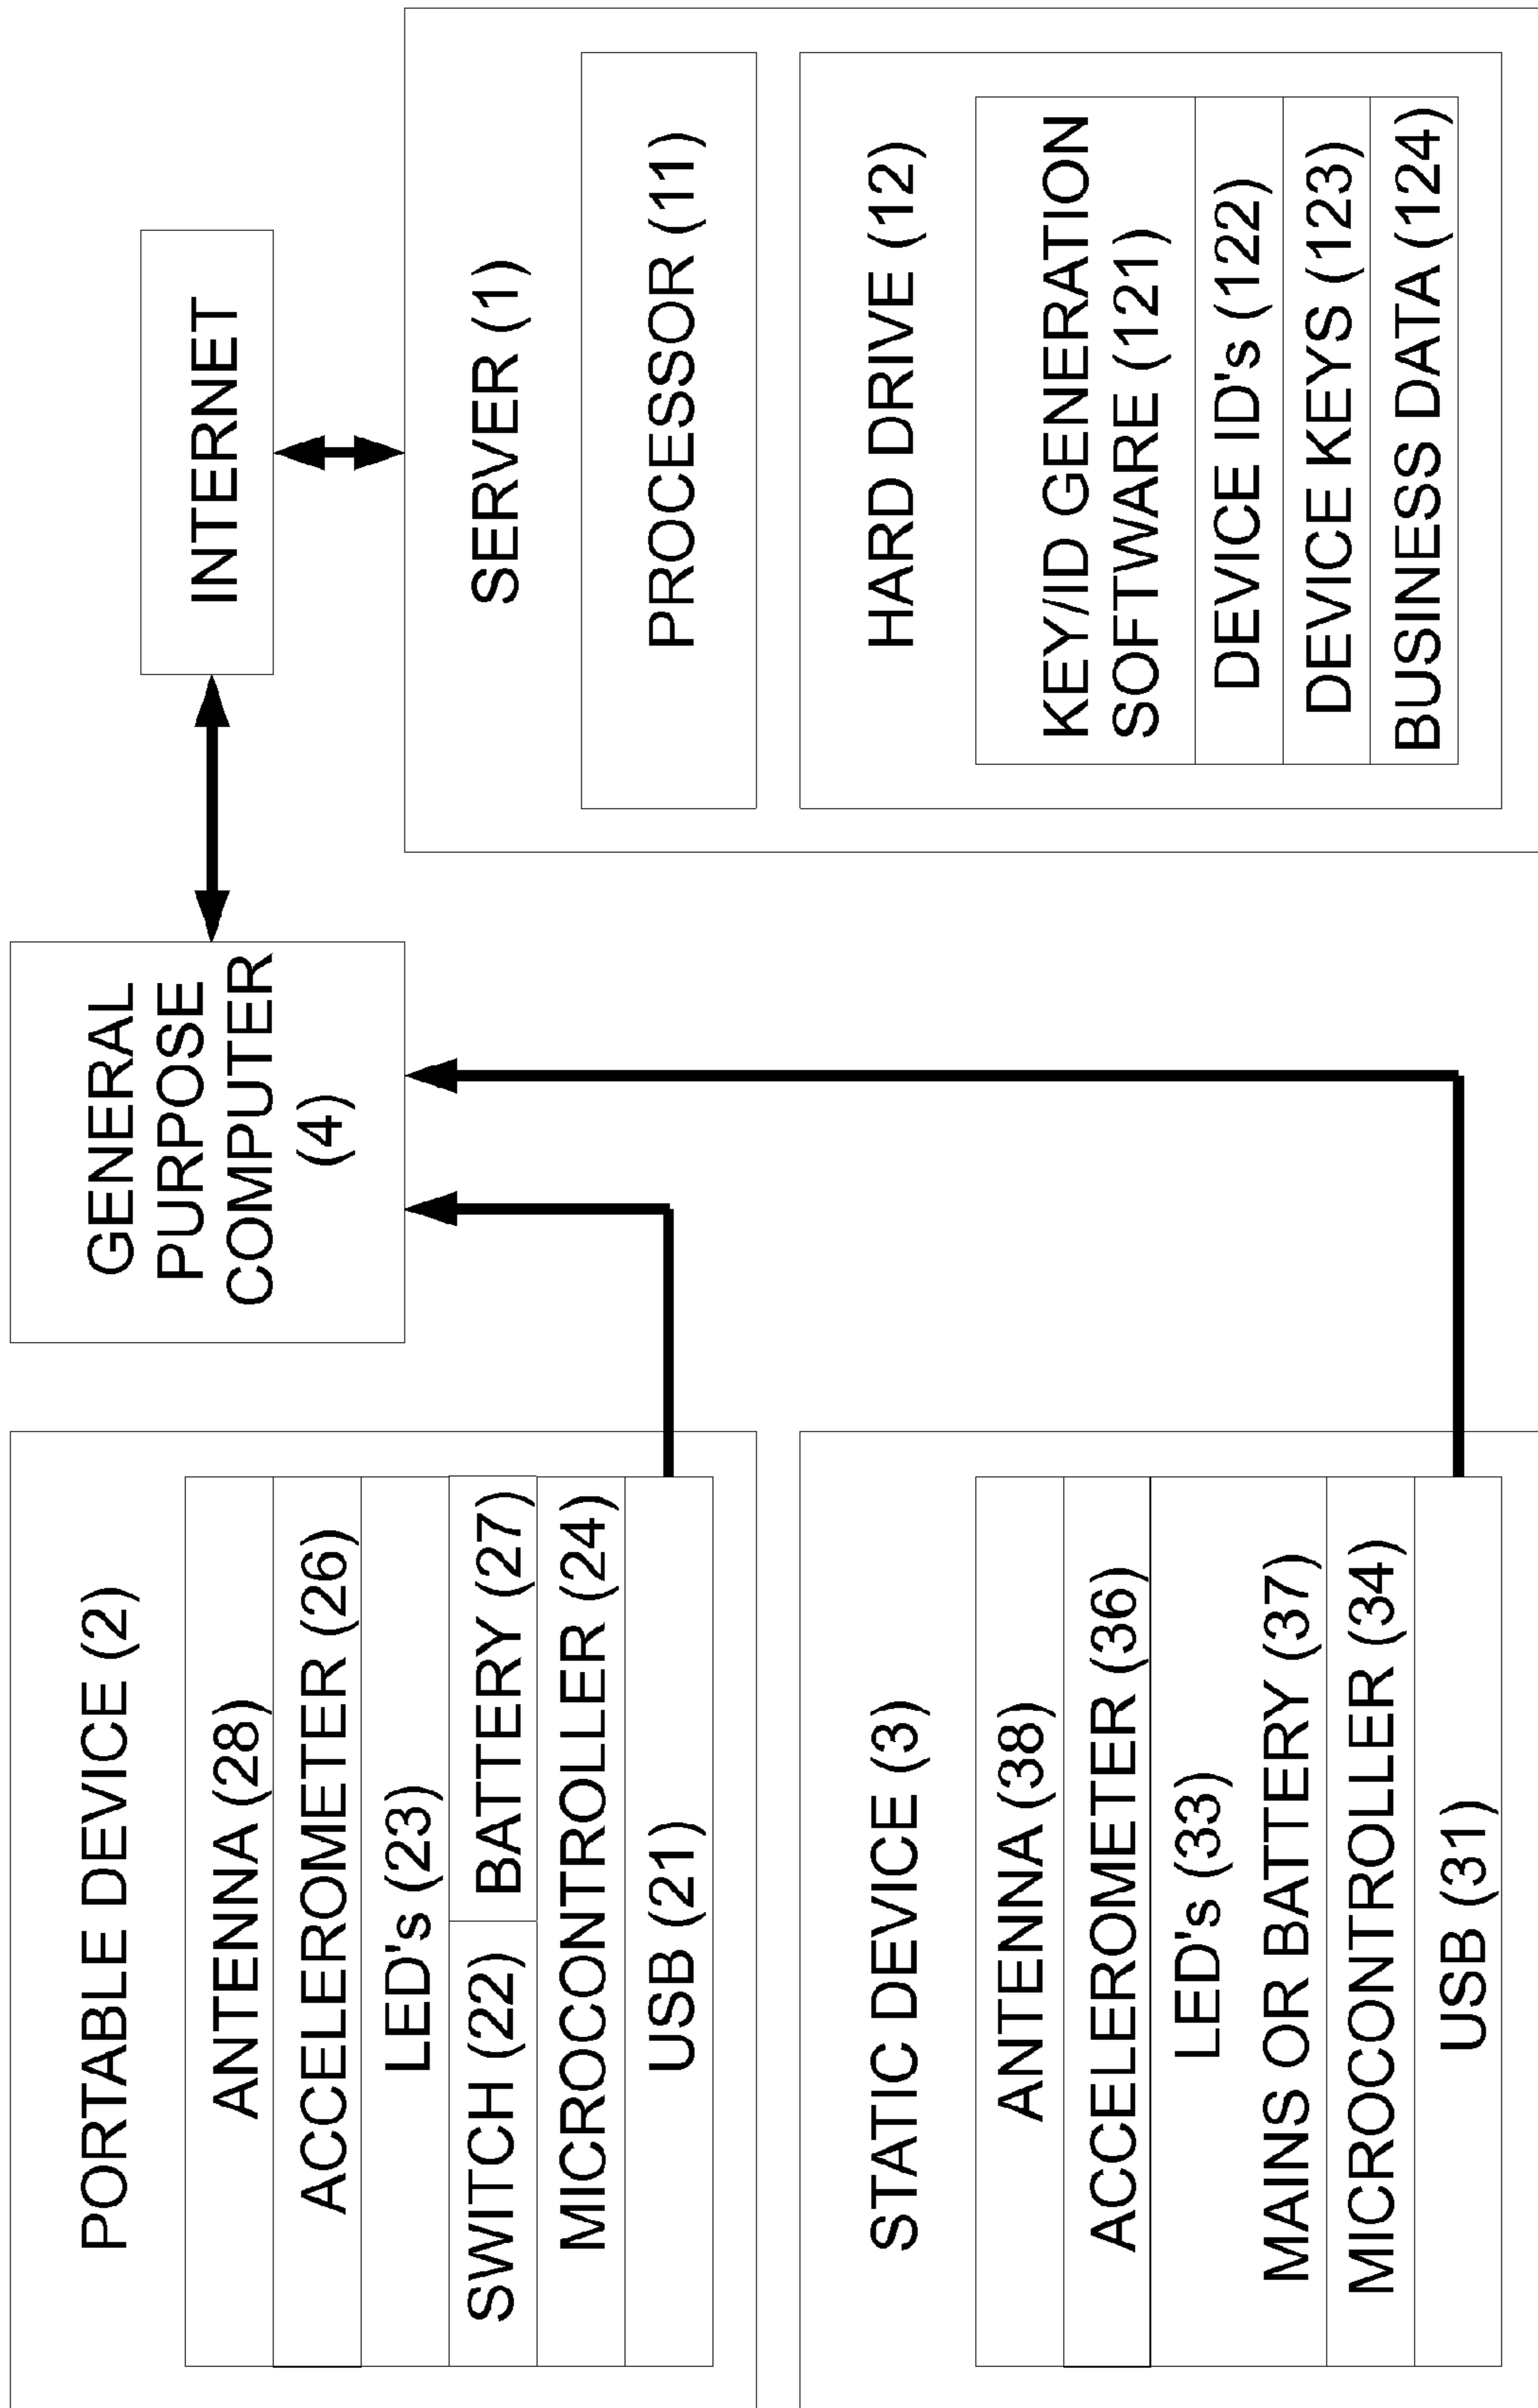 PORTABLE DEVICE (2)
ANTENNA (28)
ACCELEROMETER (26)
LED's (23)
SWITCH (22)
BATTERY (27)
MICROCONTROLLER (24)
USB (21)
STATIC DEVICE (3)
ANTENNA (38)
ACCELEROMETER (36)
LED's (33)
MAINS OR BATTERY (37)
MICROCONTROLLER (34)
USB (31)
GENERAL
PURPOSE
COMPUTER
(4)
INTERNET
SERVER (1)
PROCESSOR (11)
HARD DRIVE (12)
KEY/ID GENERATION
SOFTWARE (121)
DEVICE ID's (122)
DEVICE KEYS (123)
BUSINESS DATA (124)